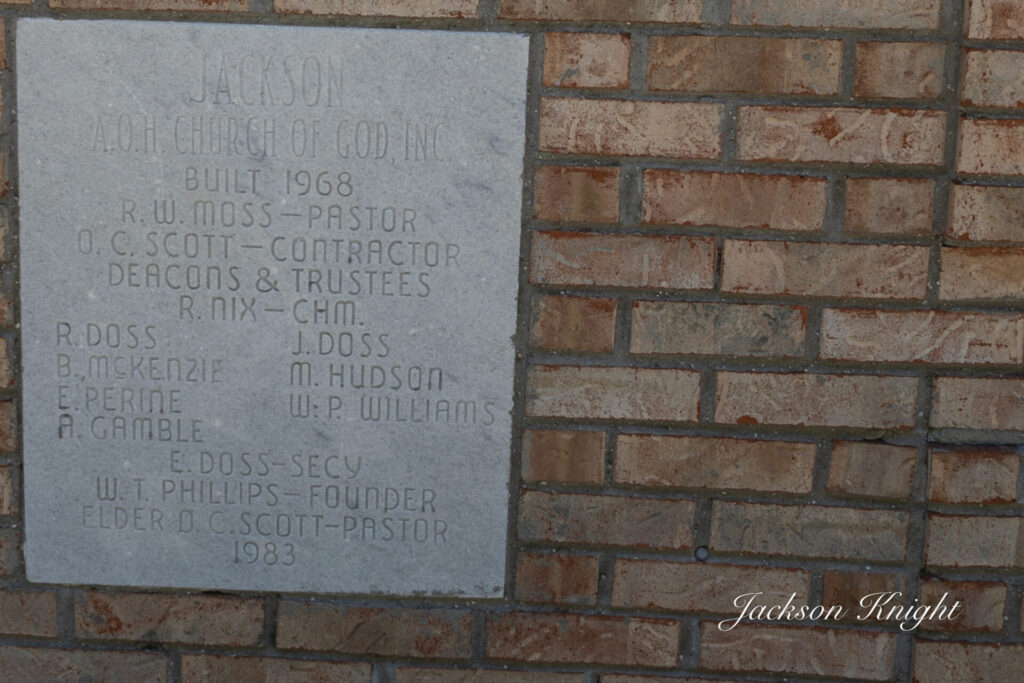 JACKSON
A.O.H. CHURCH OF GOD, INC.
BUILT 1968
R. W. MOSS — PASTOR
O. C. SCOTT — CONTRACTOR
DEACONS & TRUSTEES
R. NIX — CHM.
R. DOSS J. DOSS
B. McKENZIE M. HUDSON
E. PERINE W. P. WILLIAMS
A. GAMBLE
E. DOSS-SECY
W. T. PHILLIPS — FOUNDER
ELDER O. C. SCOTT — PASTOR
1983
Jackson Knight